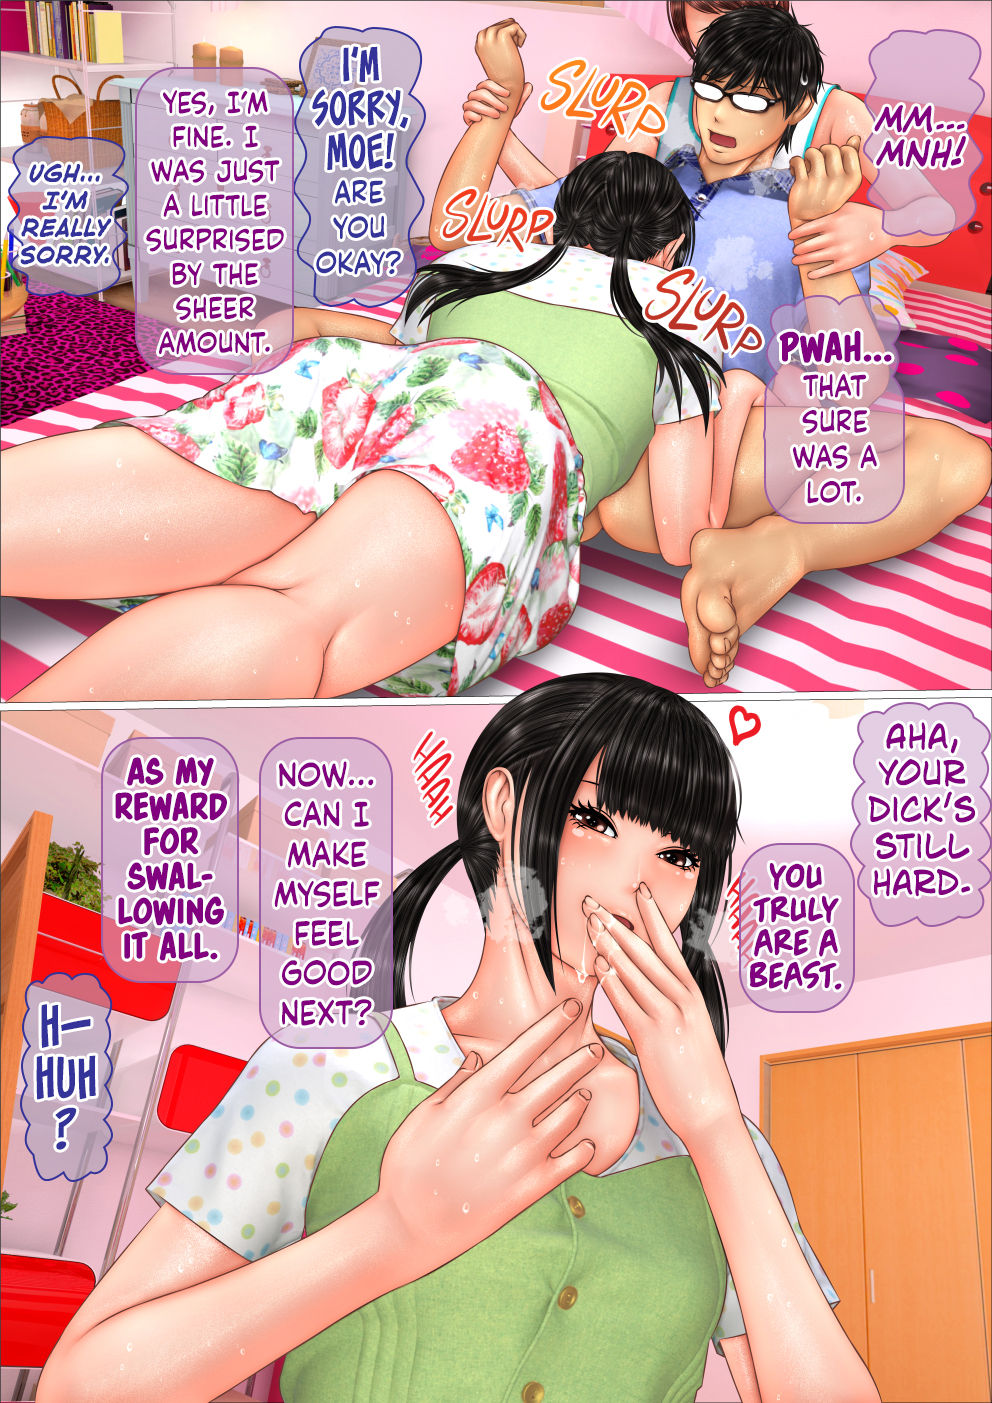 MM...
MNH!
SLURP
SLURP
SLURP
PWAH...
THAT
SURE
WAS A
LOT.
I'M
SORRY,
MOE!
ARE
YOU
OKAY?
YES, I'M
FINE. I
WAS JUST
A LITTLE
SURPRISED
BY THE
SHEER
AMOUNT.
UGH...
I'M
REALLY
SORRY.
AHA,
YOUR
DICK'S
STILL
HARD.
YOU
TRULY
ARE A
BEAST.
HAAH
NOW...
CAN I
MAKE
MYSELF
FEEL
GOOD
NEXT?
AS MY
REWARD
FOR
SWAL-
LOWING
IT ALL.
H—
HUH
?